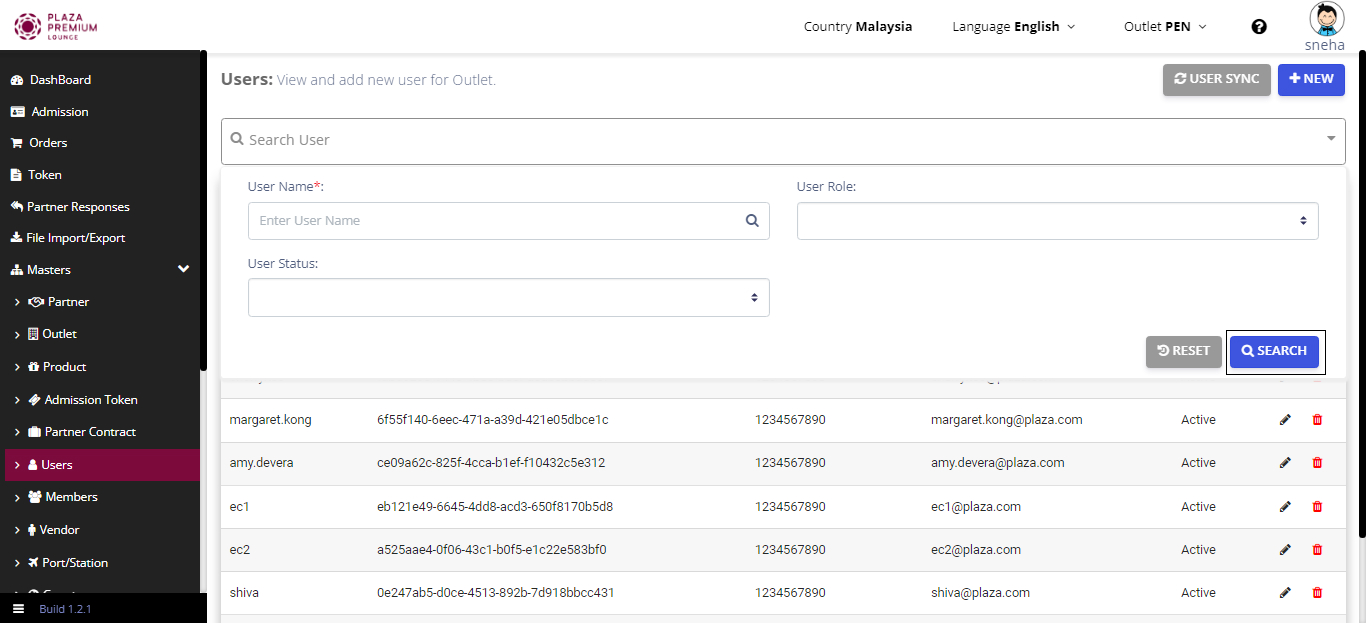 PLAZA
PREMIUM
LOUNGE
Country Malaysia
Language English
Outlet PEN
sneha
DashBoard
Admission
Orders
Token
Partner Responses
File Import/Export
Masters
Partner
Outlet
Product
Admission Token
Partner Contract
Users
Members
Vendor
Port/Station
Build 1.2.1
Users: View and add new user for Outlet.
USER SYNC
NEW
Search User
User Name*:
User Role:
Enter User Name
User Status:
RESET
SEARCH
margaret.kong 6f55f140-6eec-471a-a39d-421e05dbce1c 1234567890 margaret.kong@plaza.com Active
amy.devera ce09a62c-825f-4cca-b1ef-f10432c5e312 1234567890 amy.devera@plaza.com Active
ec1 eb121e49-6645-4dd8-acd3-650f8170b5d8 1234567890 ec1@plaza.com Active
ec2 a525aae4-0f06-43c1-b0f5-e1c22e583bf0 1234567890 ec2@plaza.com Active
shiva 0e247ab5-d0ce-4513-892b-7d918bbcc431 1234567890 shiva@plaza.com Active